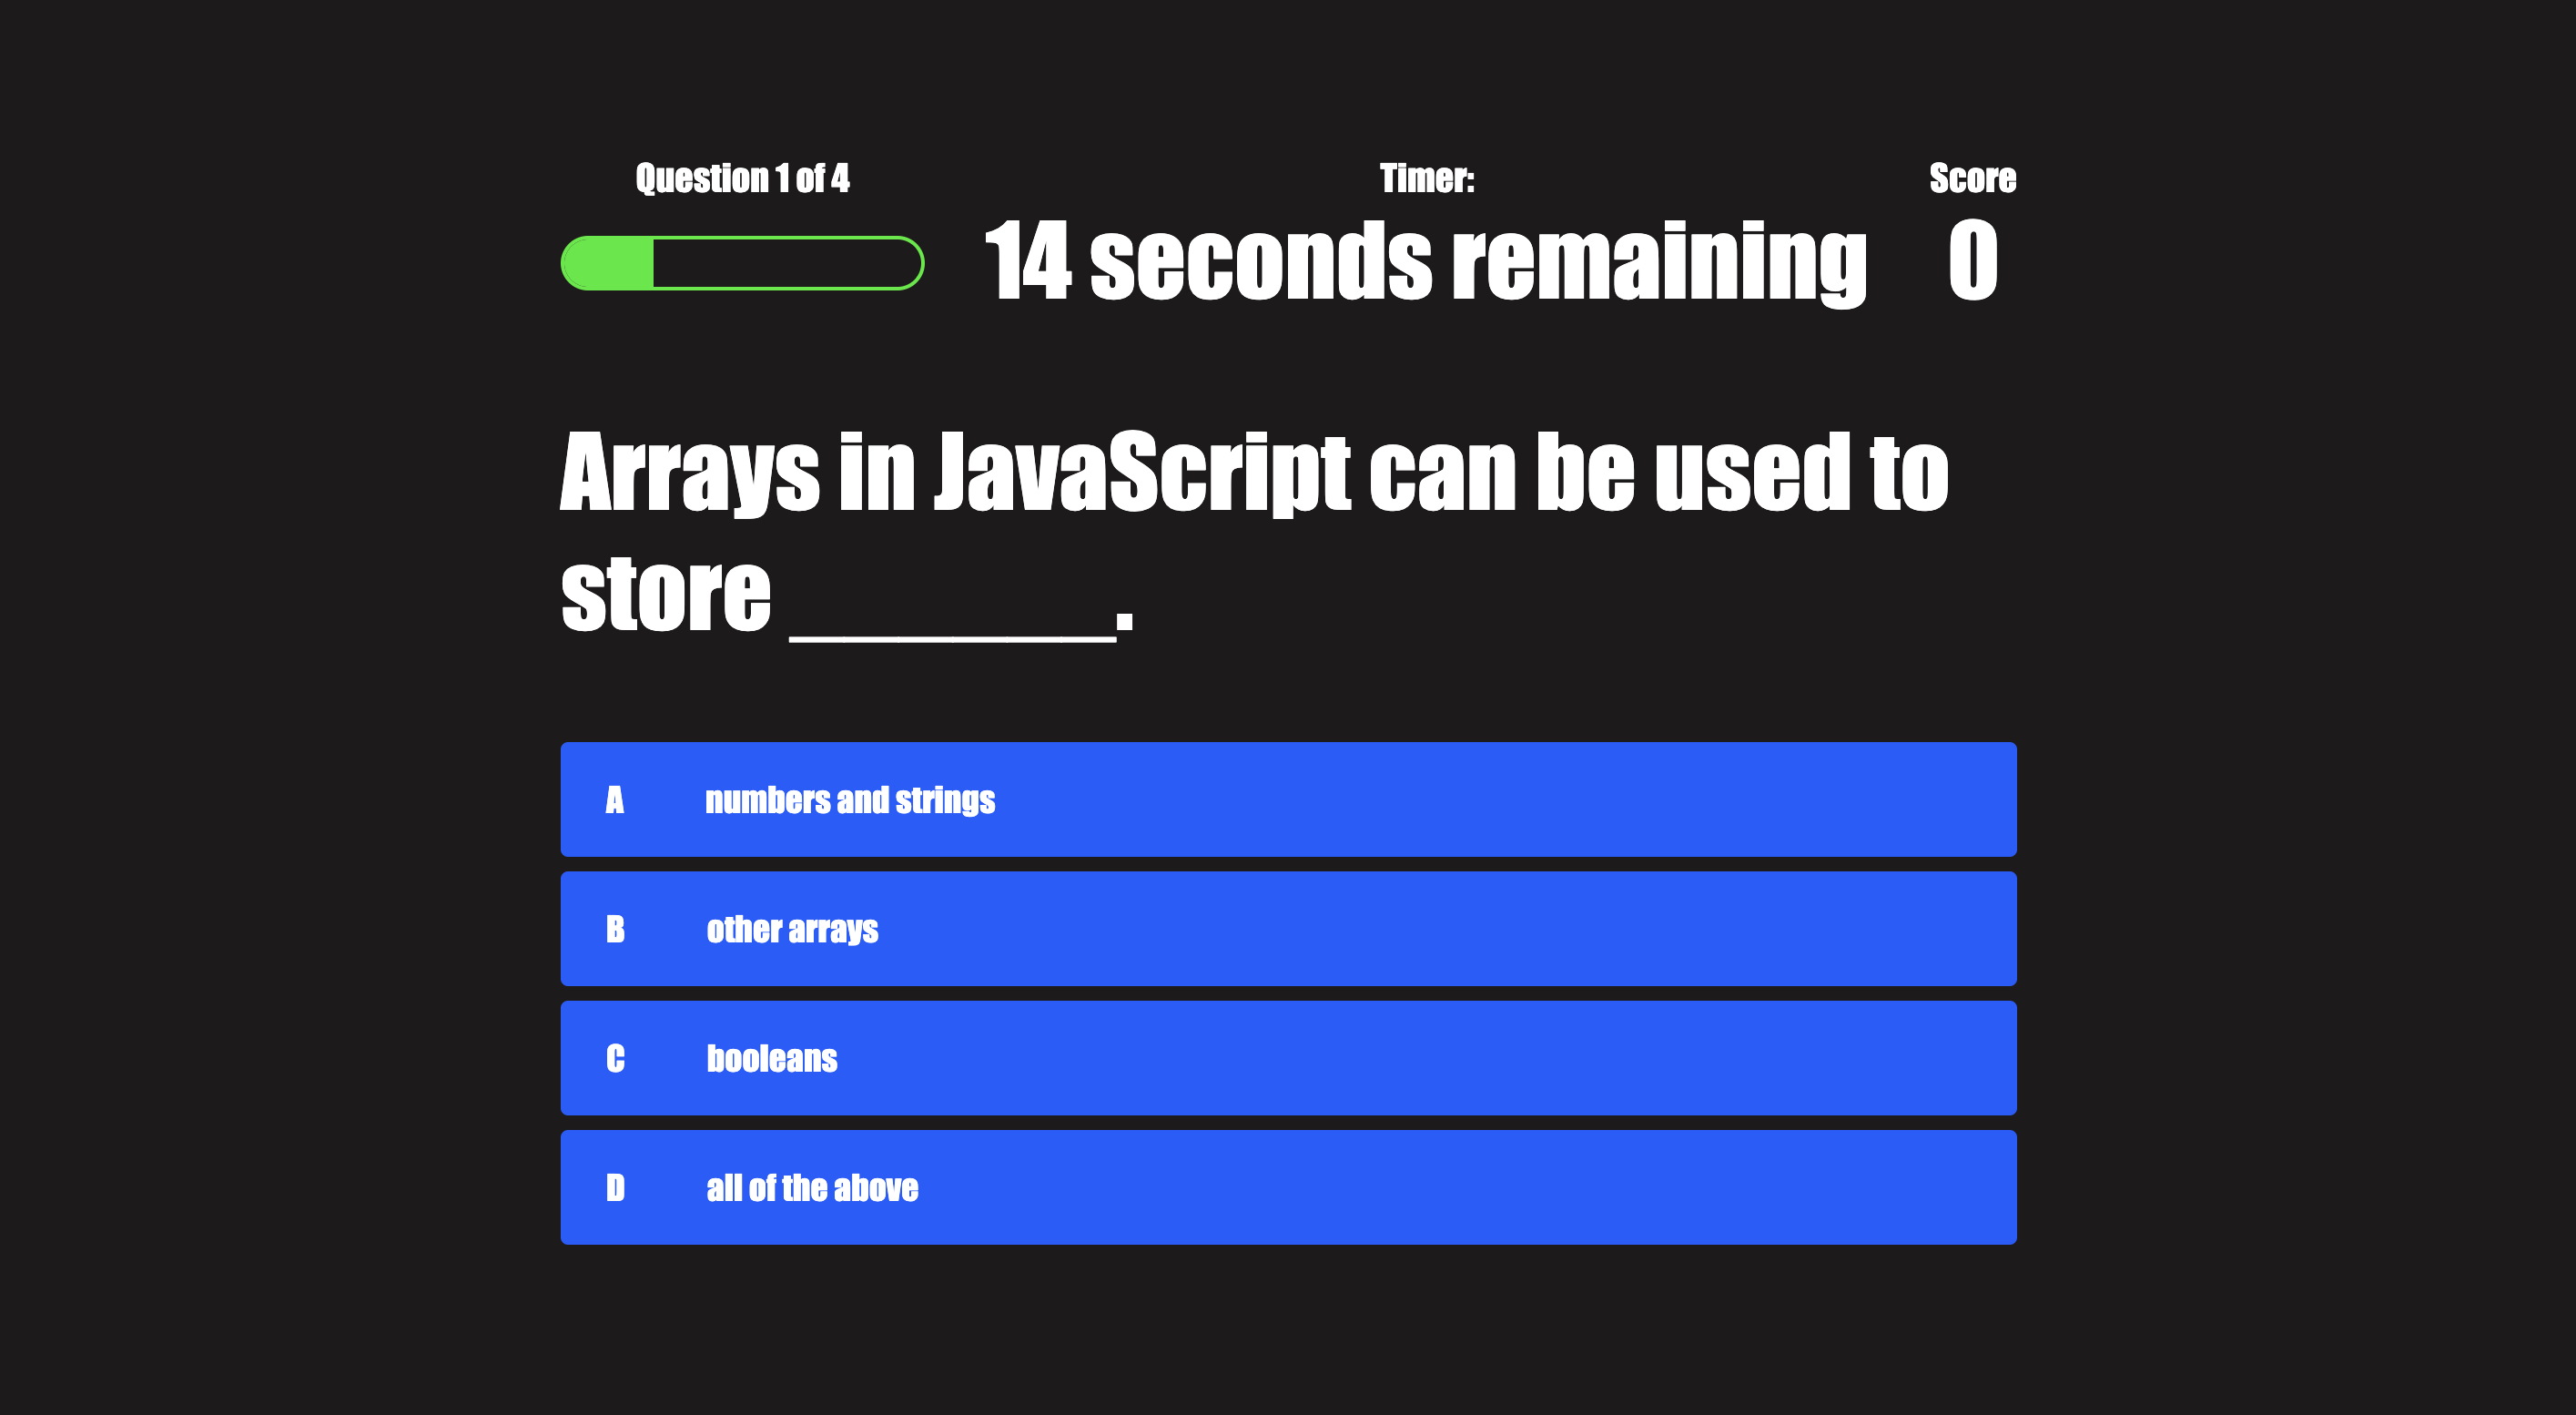 Question 1 of 4
Timer:
Score
14 seconds remaining
0
Arrays in JavaScript can be used to
store ______.
A numbers and strings
B other arrays
C booleans
D all of the above